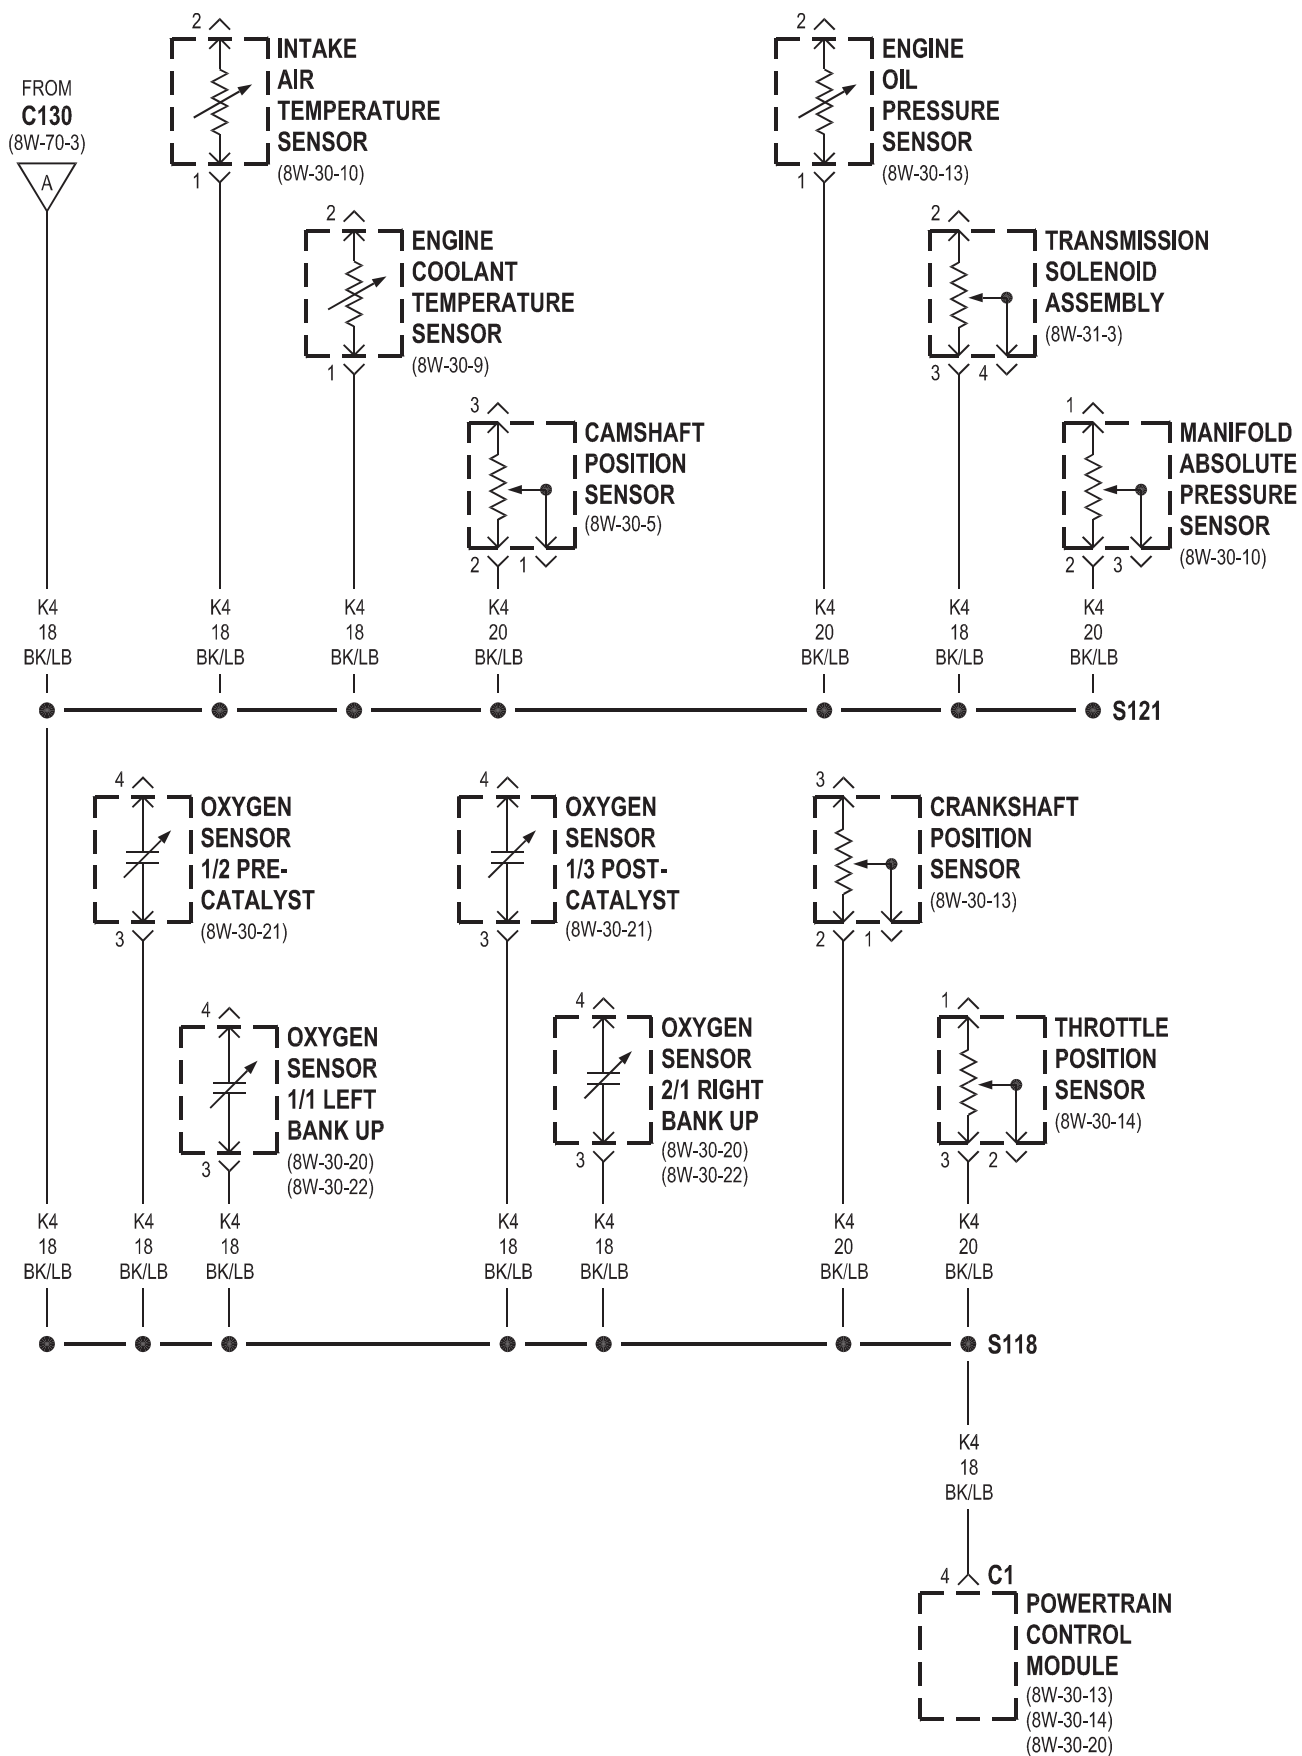 FROM
C130
(8W-70-3)
A
2
INTAKE
AIR
TEMPERATURE
SENSOR
(8W-30-10)
1
2
ENGINE
OIL
PRESSURE
SENSOR
(8W-30-13)
1
2
ENGINE
COOLANT
TEMPERATURE
SENSOR
(8W-30-9)
1
2
TRANSMISSION
SOLENOID
ASSEMBLY
(8W-31-3)
3 4
3
CAMSHAFT
POSITION
SENSOR
(8W-30-5)
2 1
1
MANIFOLD
ABSOLUTE
PRESSURE
SENSOR
(8W-30-10)
2 3
K4 K4 K4 K4 K4 K4 K4
18 18 18 20 20 18 20
BK/LB BK/LB BK/LB BK/LB BK/LB BK/LB BK/LB
S121
4
OXYGEN
SENSOR
1/2 PRE-
CATALYST
(8W-30-21)
3
4
OXYGEN
SENSOR
1/3 POST-
CATALYST
(8W-30-21)
3
3
CRANKSHAFT
POSITION
SENSOR
(8W-30-13)
2 1
4
OXYGEN
SENSOR
1/1 LEFT
BANK UP
(8W-30-20)
(8W-30-22)
3
4
OXYGEN
SENSOR
2/1 RIGHT
BANK UP
(8W-30-20)
(8W-30-22)
3
1
THROTTLE
POSITION
SENSOR
(8W-30-14)
3 2
K4 K4 K4 K4 K4 K4 K4
18 18 18 18 18 20 20
BK/LB BK/LB BK/LB BK/LB BK/LB BK/LB BK/LB
S118
K4
18
BK/LB
4 C1
POWERTRAIN
CONTROL
MODULE
(8W-30-13)
(8W-30-14)
(8W-30-20)